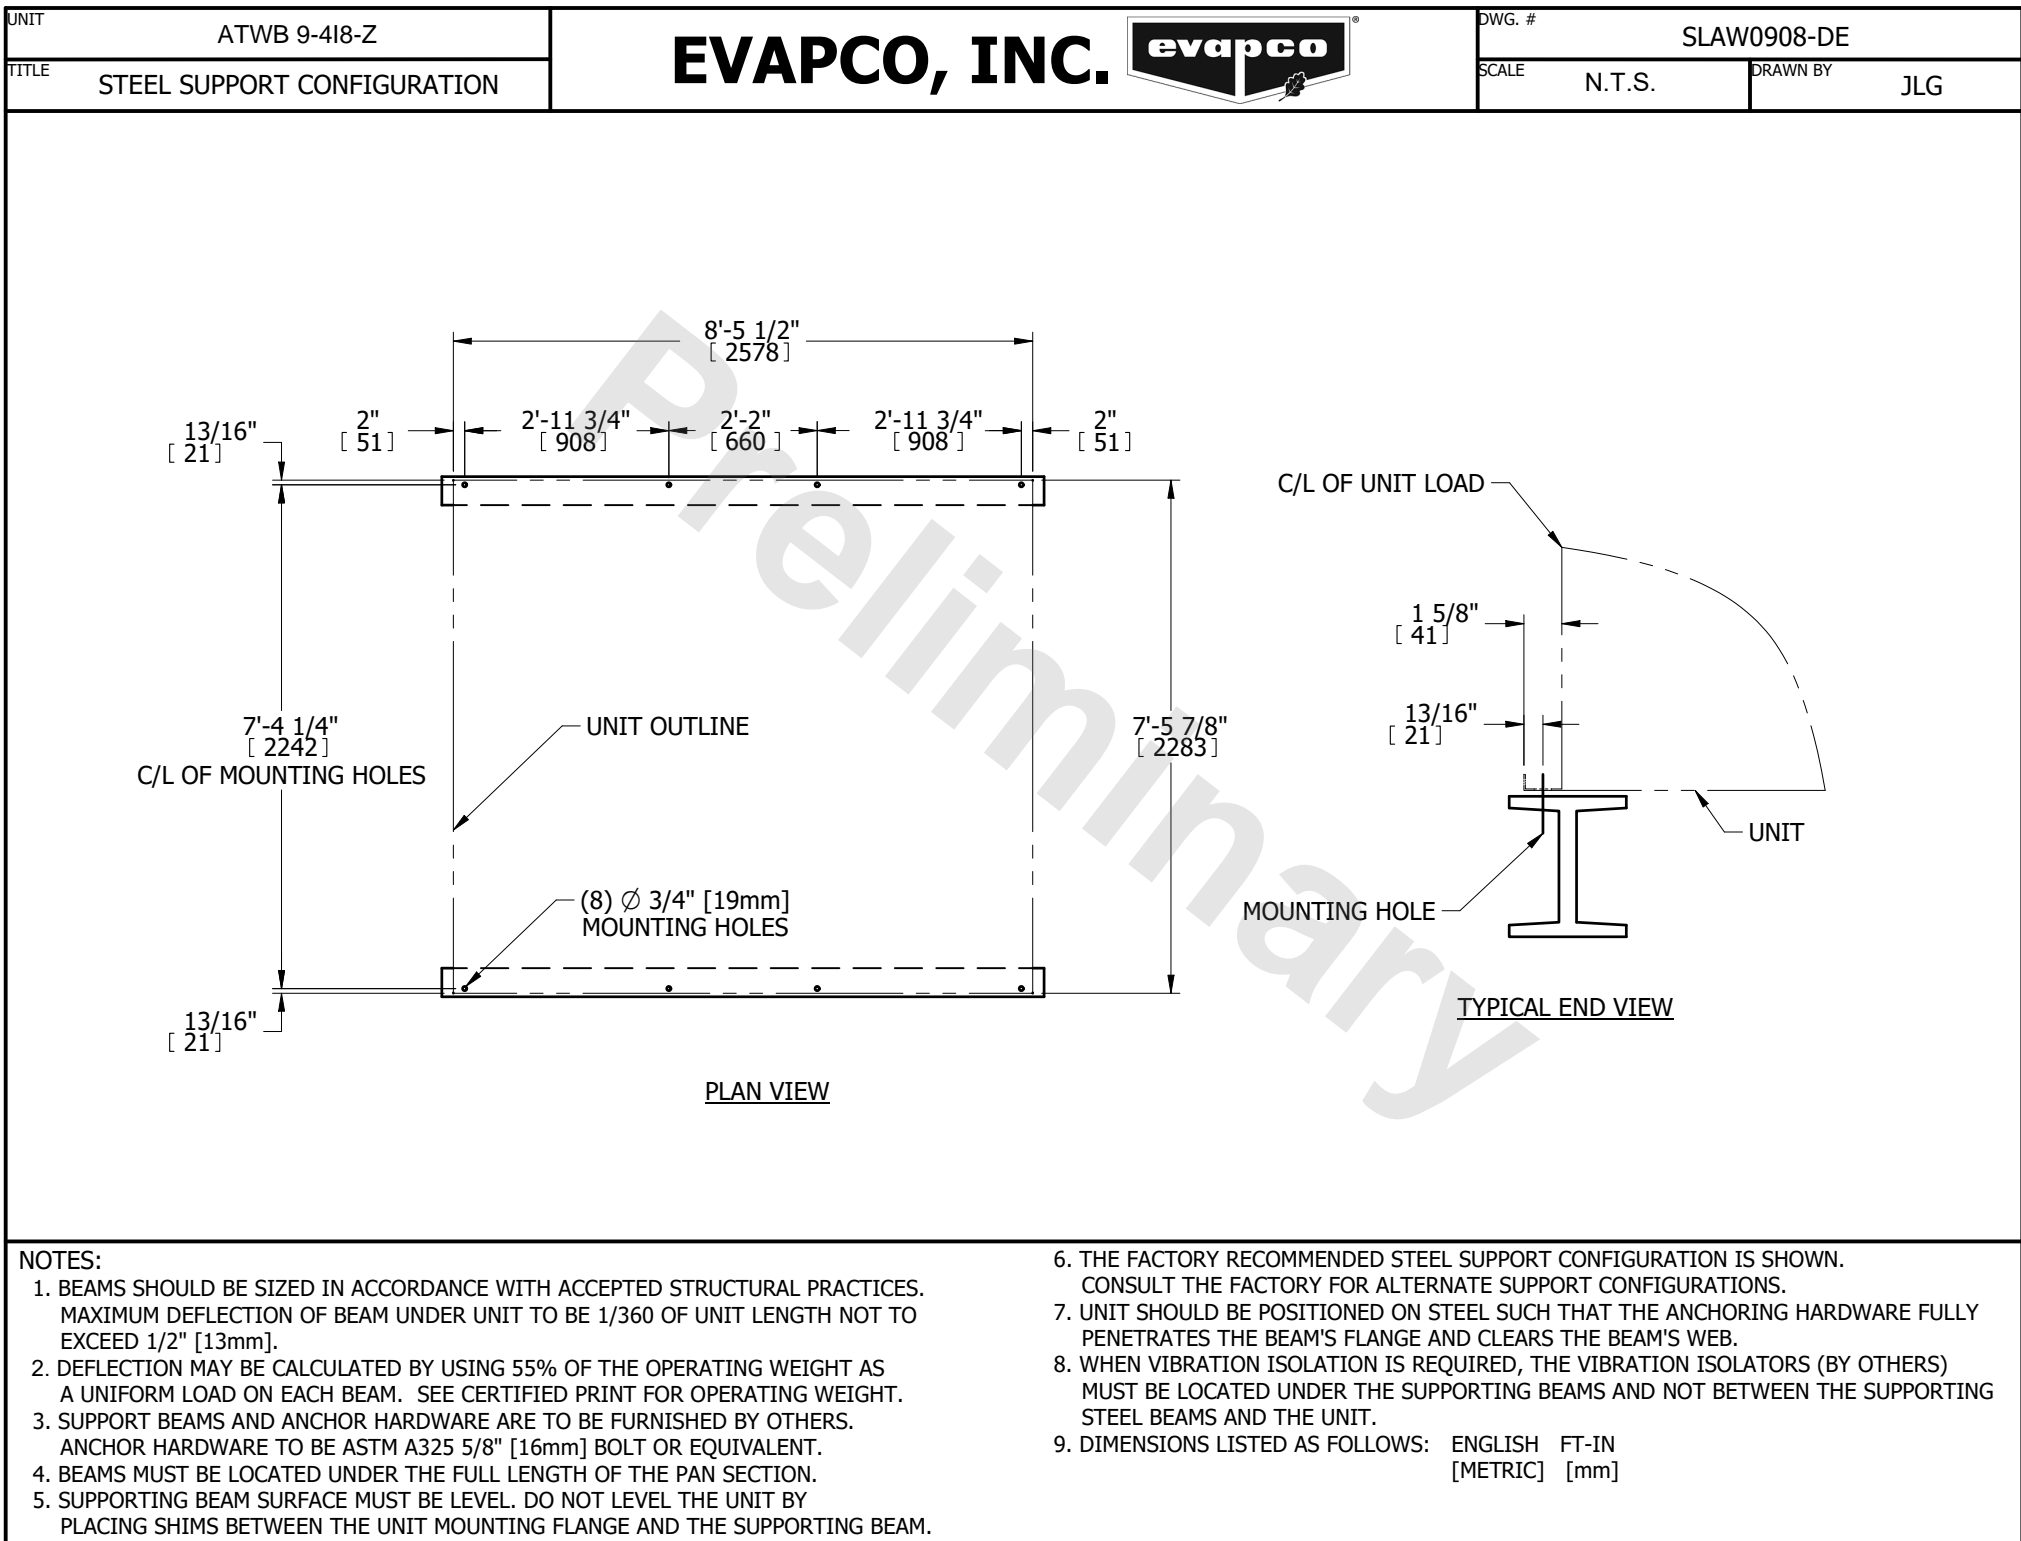 UNIT
ATWB 9-4I8-Z
TITLE
STEEL SUPPORT CONFIGURATION
EVAPCO, INC.
evapco
®
DWG. #
SLAW0908-DE
SCALE
N.T.S.
DRAWN BY
JLG
8'-5 1/2"
[ 2578 ]
13/16"
[ 21 ]
2"
[ 51 ]
2'-11 3/4"
[ 908 ]
2'-2"
[ 660 ]
2'-11 3/4"
[ 908 ]
2"
[ 51 ]
7'-4 1/4"
[ 2242 ]
C/L OF MOUNTING HOLES
UNIT OUTLINE
7'-5 7/8"
[ 2283 ]
(8) ∅ 3/4" [19mm]
MOUNTING HOLES
13/16"
[ 21 ]
PLAN VIEW
C/L OF UNIT LOAD
1 5/8"
[ 41 ]
13/16"
[ 21 ]
UNIT
MOUNTING HOLE
TYPICAL END VIEW
Preliminary
NOTES:
1. BEAMS SHOULD BE SIZED IN ACCORDANCE WITH ACCEPTED STRUCTURAL PRACTICES.
MAXIMUM DEFLECTION OF BEAM UNDER UNIT TO BE 1/360 OF UNIT LENGTH NOT TO
EXCEED 1/2" [13mm].
2. DEFLECTION MAY BE CALCULATED BY USING 55% OF THE OPERATING WEIGHT AS
A UNIFORM LOAD ON EACH BEAM. SEE CERTIFIED PRINT FOR OPERATING WEIGHT.
3. SUPPORT BEAMS AND ANCHOR HARDWARE ARE TO BE FURNISHED BY OTHERS.
ANCHOR HARDWARE TO BE ASTM A325 5/8" [16mm] BOLT OR EQUIVALENT.
4. BEAMS MUST BE LOCATED UNDER THE FULL LENGTH OF THE PAN SECTION.
5. SUPPORTING BEAM SURFACE MUST BE LEVEL. DO NOT LEVEL THE UNIT BY
PLACING SHIMS BETWEEN THE UNIT MOUNTING FLANGE AND THE SUPPORTING BEAM.
6. THE FACTORY RECOMMENDED STEEL SUPPORT CONFIGURATION IS SHOWN.
CONSULT THE FACTORY FOR ALTERNATE SUPPORT CONFIGURATIONS.
7. UNIT SHOULD BE POSITIONED ON STEEL SUCH THAT THE ANCHORING HARDWARE FULLY
PENETRATES THE BEAM'S FLANGE AND CLEARS THE BEAM'S WEB.
8. WHEN VIBRATION ISOLATION IS REQUIRED, THE VIBRATION ISOLATORS (BY OTHERS)
MUST BE LOCATED UNDER THE SUPPORTING BEAMS AND NOT BETWEEN THE SUPPORTING
STEEL BEAMS AND THE UNIT.
9. DIMENSIONS LISTED AS FOLLOWS: ENGLISH FT-IN
[METRIC] [mm]